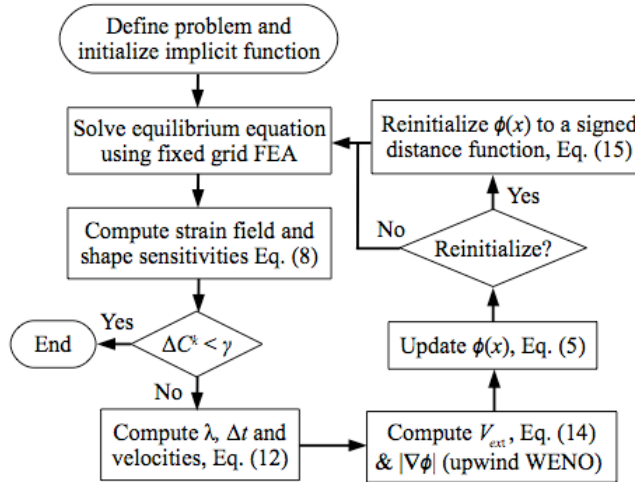 Define problem and
initialize implicit function
Solve equilibrium equation
using fixed grid FEA
Compute strain field and
shape sensitivities Eq. (8)
Yes
End
ΔCᵏ < γ
No
Compute λ, Δt and
velocities, Eq. (12)
Compute Vₑₓₜ, Eq. (14)
& |∇ϕ| (upwind WENO)
Update ϕ(x), Eq. (5)
Reinitialize?
No
Yes
Reinitialize ϕ(x) to a signed
distance function, Eq. (15)